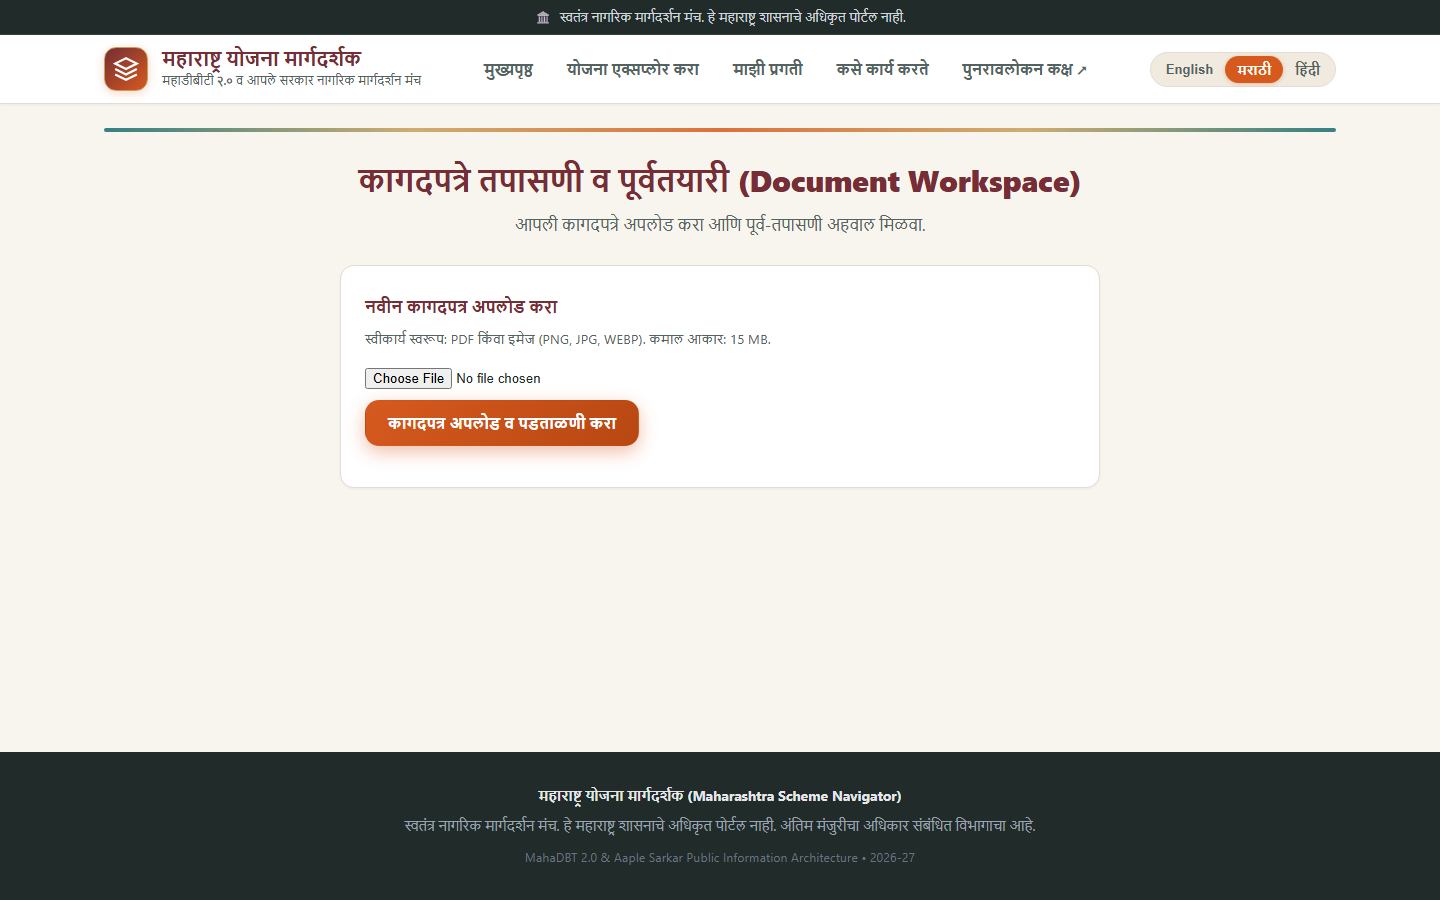 स्वतंत्र नागरिक मार्गदर्शन मंच. हे महाराष्ट्र शासनाचे अधिकृत पोर्टल नाही.
महाराष्ट्र योजना मार्गदर्शक
महाडीबीटी २.० व आपले सरकार नागरिक मार्गदर्शन मंच
मुख्यपृष्ठ
योजना एक्सप्लोर करा
माझी प्रगती
कसे कार्य करते
पुनरावलोकन कक्ष ↗
English
मराठी
हिंदी
कागदपत्रे तपासणी व पूर्वतयारी (Document Workspace)
आपली कागदपत्रे अपलोड करा आणि पूर्व-तपासणी अहवाल मिळवा.
नवीन कागदपत्र अपलोड करा
स्वीकार्य स्वरूप: PDF किंवा इमेज (PNG, JPG, WEBP). कमाल आकार: 15 MB.
Choose File No file chosen
कागदपत्र अपलोड व पडताळणी करा
महाराष्ट्र योजना मार्गदर्शक (Maharashtra Scheme Navigator)
स्वतंत्र नागरिक मार्गदर्शन मंच. हे महाराष्ट्र शासनाचे अधिकृत पोर्टल नाही. अंतिम मंजुरीचा अधिकार संबंधित विभागाचा आहे.
MahaDBT 2.0 & Aaple Sarkar Public Information Architecture • 2026-27